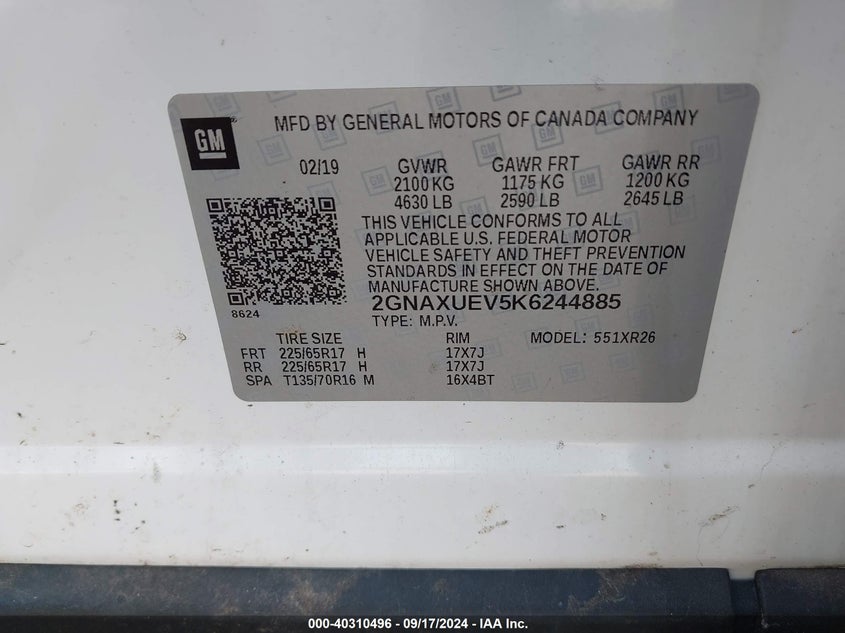 GM
MFD BY GENERAL MOTORS OF CANADA COMPANY
02/19 GVWR GAWR FRT GAWR RR
2100 KG 1175 KG 1200 KG
4630 LB 2590 LB 2645 LB
THIS VEHICLE CONFORMS TO ALL
APPLICABLE U.S. FEDERAL MOTOR
VEHICLE SAFETY AND THEFT PREVENTION
STANDARDS IN EFFECT ON THE DATE OF
MANUFACTURE SHOWN ABOVE.
8624
2GNAXUEV5K6244885
TYPE: M.P.V. MODEL: 551XR26
TIRE SIZE RIM
FRT 225/65R17 H 17X7J
RR 225/65R17 H 17X7J
SPA T135/70R16 M 16X4BT
000-40310496 - 09/17/2024 - IAA Inc.